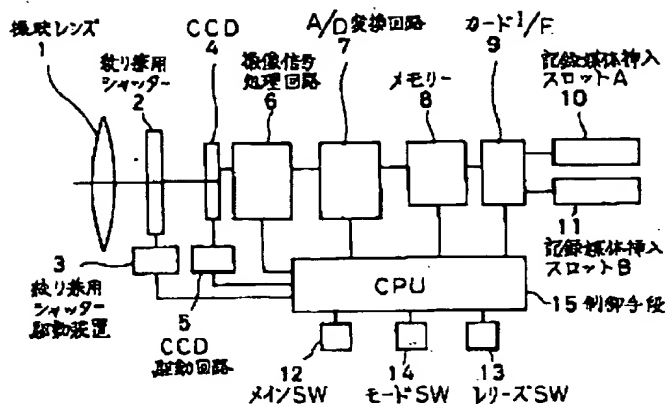 撮映レンズ
1
絞り兼用
シャッター
2
CCD
4
撮像信号
処理回路
6
A/D変換回路
7
メモリー
8
カードI/F
9
記録媒体挿入
スロットA
10
11
記録媒体挿入
スロットB
3
絞り兼用
シャッター
駆動装置
5
CCD
駆動回路
CPU
15 制御手段
12
メインSW
14
モードSW
13
レリーズSW